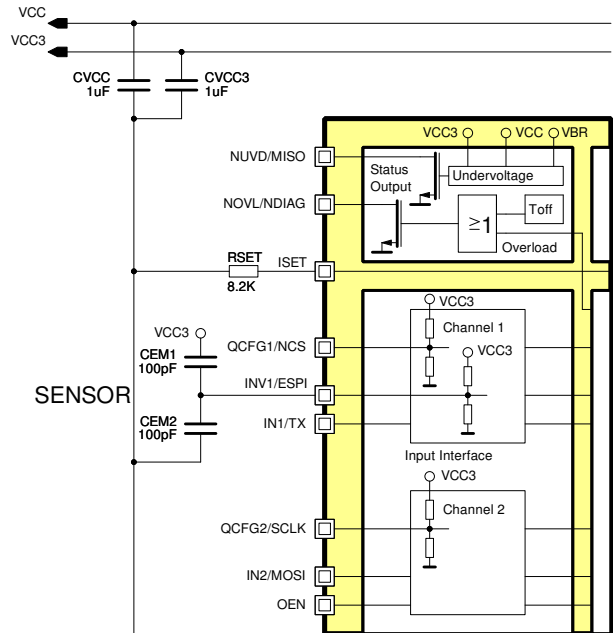 VCC
VCC3
CVCC
1uF
CVCC3
1uF
VCC3
VCC
VBR
NUVD/MISO
Status
Output
Undervoltage
NOVL/NDIAG
≥1
Toff
Overload
RSET
8.2K
ISET
VCC3
Channel 1
VCC3
CEM1
100pF
QCFG1/NCS
VCC3
SENSOR
INV1/ESPI
CEM2
100pF
IN1/TX
Input Interface
VCC3
Channel 2
QCFG2/SCLK
IN2/MOSI
OEN